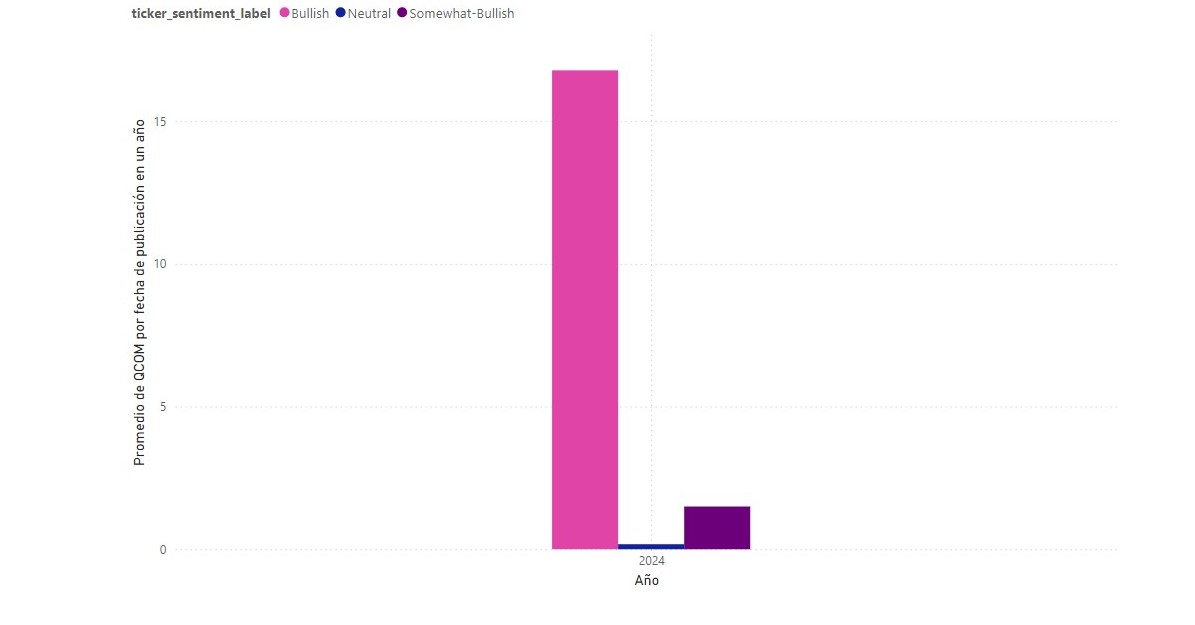 ticker_sentiment_label Bullish Neutral Somewhat-Bullish
Promedio de QCOM por fecha de publicación en un año
15
10
5
0
2024
Año